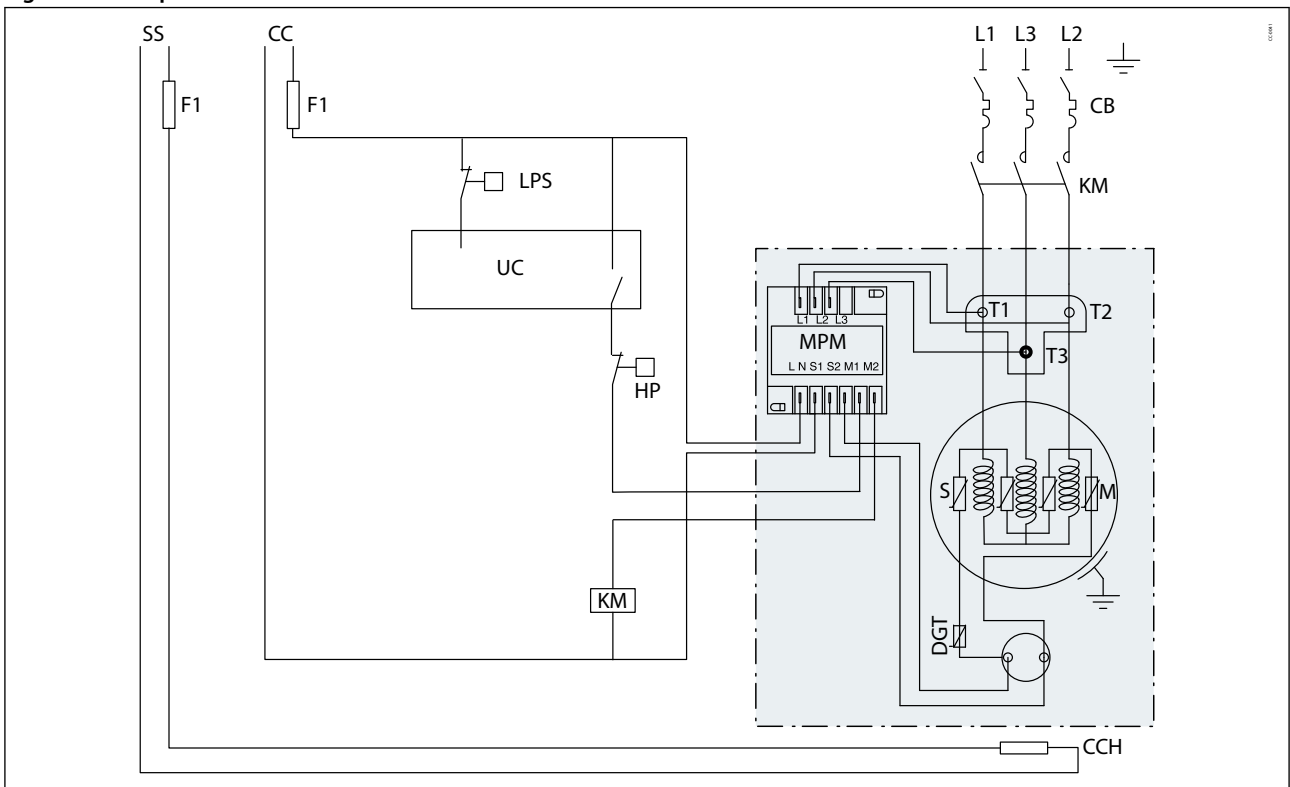 SS
CC
L1 L3 L2
F1
F1
CB
LPS
KM
UC
T1
T2
L1 L2 L3
MPM
T3
L N S1 S2 M1 M2
HP
S
M
KM
DGT
CCH